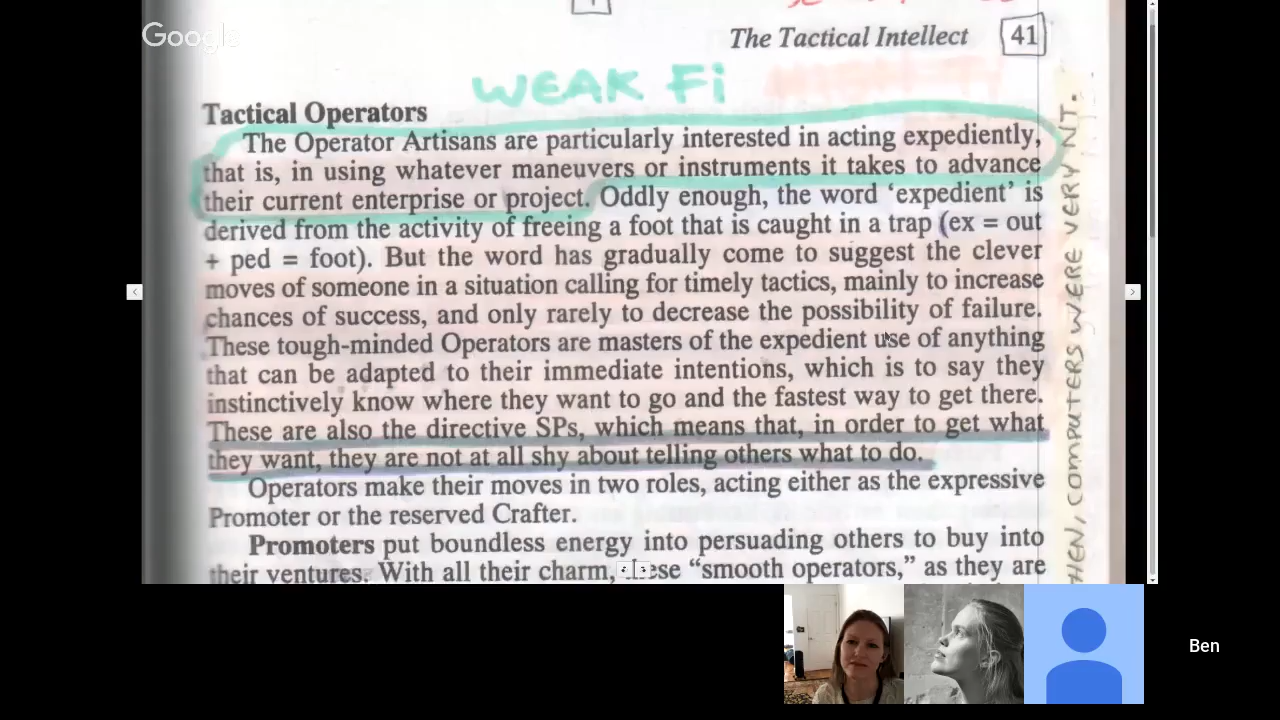 Google
The Tactical Intellect 41
WEAK Fi
Tactical Operators
The Operator Artisans are particularly interested in acting expediently,
that is, in using whatever maneuvers or instruments it takes to advance
their current enterprise or project. Oddly enough, the word ‘expedient’ is
derived from the activity of freeing a foot that is caught in a trap (ex = out
+ ped = foot). But the word has gradually come to suggest the clever
moves of someone in a situation calling for timely tactics, mainly to increase
chances of success, and only rarely to decrease the possibility of failure.
These tough-minded Operators are masters of the expedient use of anything
that can be adapted to their immediate intentions, which is to say they
instinctively know where they want to go and the fastest way to get there.
These are also the directive SPs, which means that, in order to get what
they want, they are not at all shy about telling others what to do.
Operators make their moves in two roles, acting either as the expressive
Promoter or the reserved Crafter.
Promoters put boundless energy into persuading others to buy into
their ventures. With all their charm, these “smooth operators,” as they are
HEN, COMPUTERS WERE VERY NT.
Ben